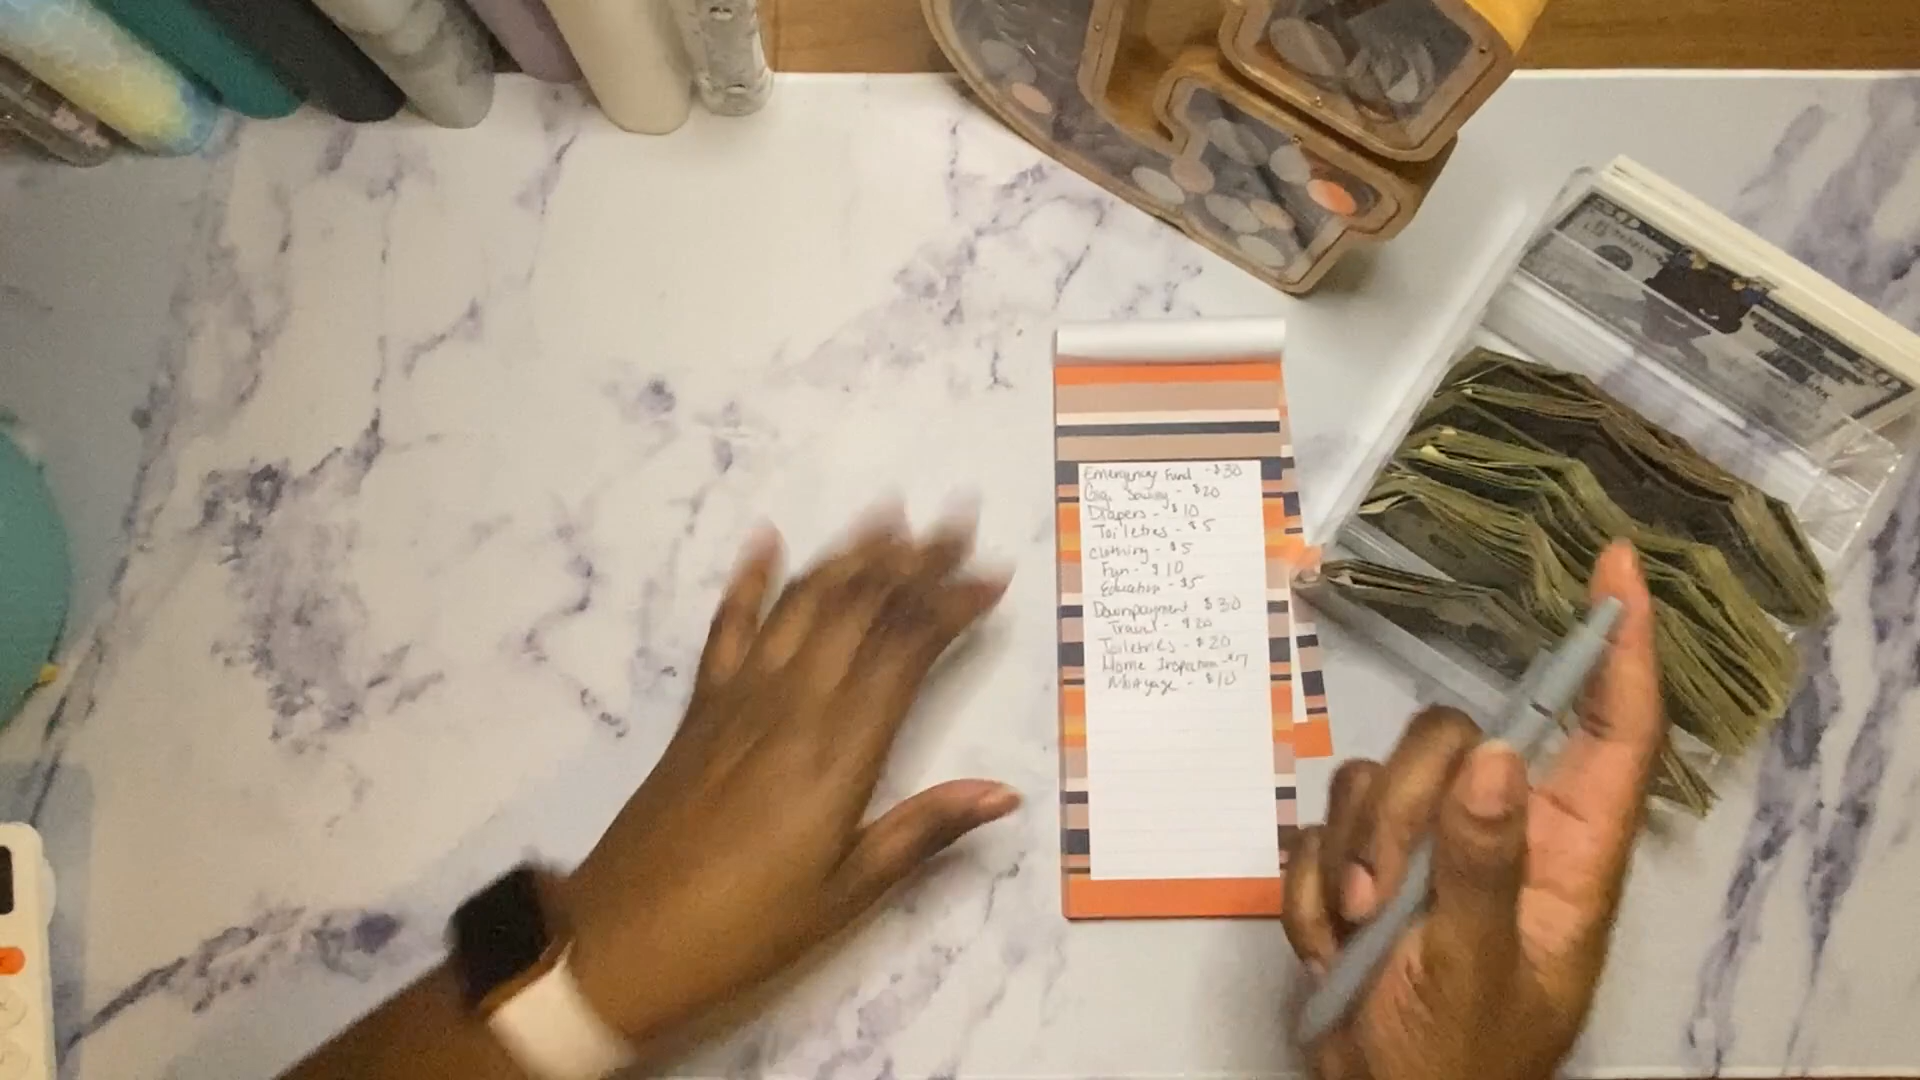 Emergency Fund - $30
Gigi Saving - $20
Diapers - $10
Toiletries - $5
Clothing - $5
Fun - $10
Education - $5
Downpayment $30
Travel - $20
Toiletries - $20
Home Inspection - $7
Mortgage - $10